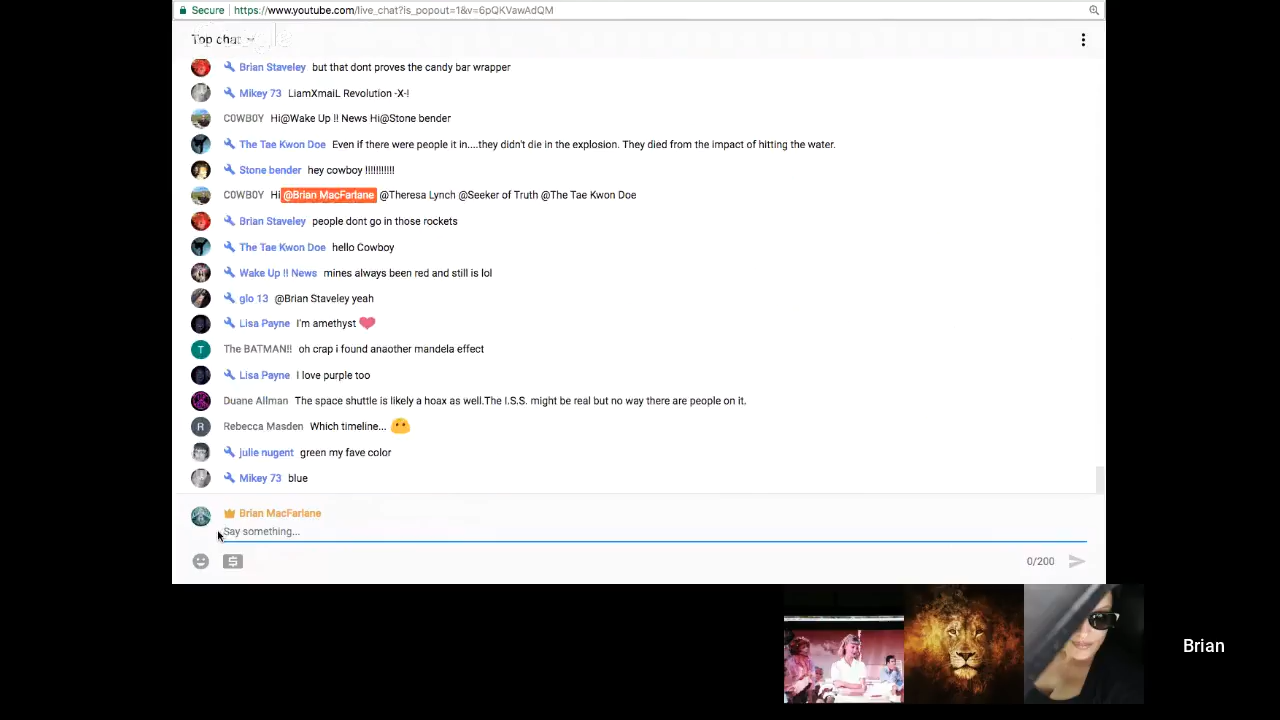 Secure https://www.youtube.com/live_chat?is_popout=1&v=6pQKVawAdQM
Top chat
Brian Staveley but that dont proves the candy bar wrapper
Mikey 73 LiamXmaiL Revolution -X-!
C0WB0Y Hi@Wake Up !! News Hi@Stone bender
The Tae Kwon Doe Even if there were people it in....they didn't die in the explosion. They died from the impact of hitting the water.
Stone bender hey cowboy !!!!!!!!!!!
C0WB0Y Hi @Brian MacFarlane @Theresa Lynch @Seeker of Truth @The Tae Kwon Doe
Brian Staveley people dont go in those rockets
The Tae Kwon Doe hello Cowboy
Wake Up !! News mines always been red and still is lol
glo 13 @Brian Staveley yeah
Lisa Payne I'm amethyst
T The BATMAN!! oh crap i found anaother mandela effect
Lisa Payne I love purple too
Duane Allman The space shuttle is likely a hoax as well.The I.S.S. might be real but no way there are people on it.
R Rebecca Masden Which timeline...
julie nugent green my fave color
Mikey 73 blue
Brian MacFarlane
Say something...
0/200
Brian